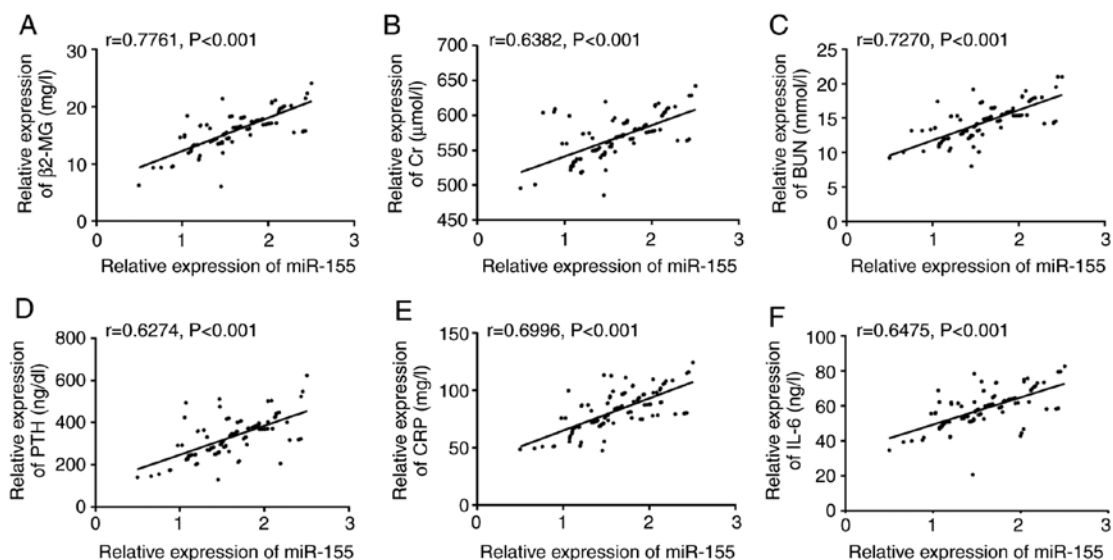 A
r=0.7761, P<0.001
Relative expression
of β2-MG (mg/l)
30
20
10
0
0 1 2 3
Relative expression of miR-155
B
r=0.6382, P<0.001
Relative expression
of Cr (μmol/l)
700
650
600
550
500
450
0 1 2 3
Relative expression of miR-155
C
r=0.7270, P<0.001
Relative expression
of BUN (mmol/l)
25
20
15
10
5
0
0 1 2 3
Relative expression of miR-155
D
r=0.6274, P<0.001
Relative expression
of PTH (ng/dl)
800
600
400
200
0
0 1 2 3
Relative expression of miR-155
E
r=0.6996, P<0.001
Relative expression
of CRP (mg/l)
150
100
50
0
0 1 2 3
Relative expression of miR-155
F
r=0.6475, P<0.001
Relative expression
of IL-6 (ng/l)
100
80
60
40
20
0
0 1 2 3
Relative expression of miR-155